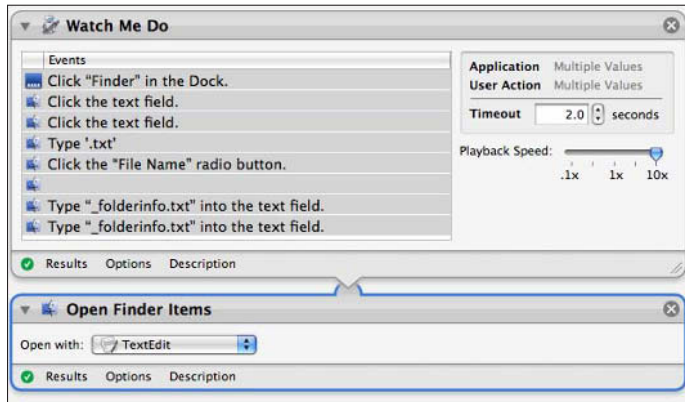 Watch Me Do
Events
Click “Finder” in the Dock.
Click the text field.
Click the text field.
Type '.txt'
Click the "File Name" radio button.
Type “_folderinfo.txt” into the text field.
Type “_folderinfo.txt” into the text field.
Application Multiple Values
User Action Multiple Values
Timeout 2.0 seconds
Playback Speed:
.1x 1x 10x
Results Options Description
Open Finder Items
Open with: TextEdit
Results Options Description